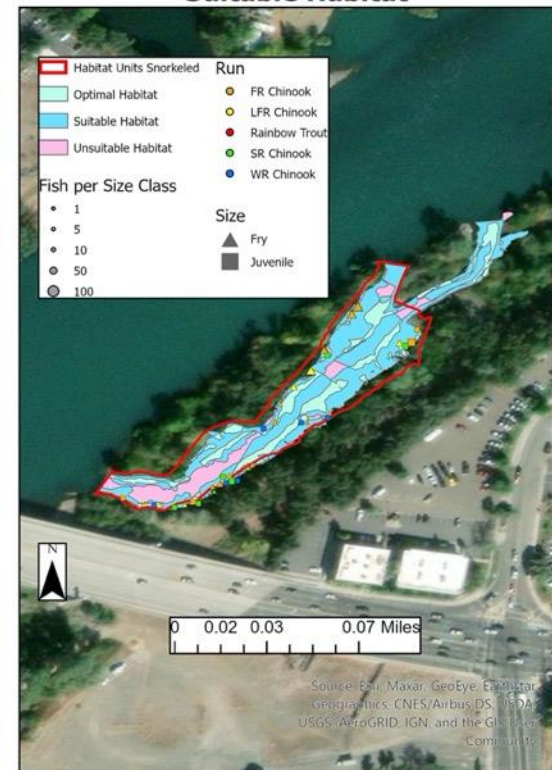 Suitable Habitat
Habitat Units Snorkeled
Optimal Habitat
Suitable Habitat
Unsuitable Habitat
Fish per Size Class
1
5
10
50
100
Run
FR Chinook
LFR Chinook
Rainbow Trout
SR Chinook
WR Chinook
Size
Fry
Juvenile
N
0 0.02 0.03 0.07 Miles
Source: Esri, Maxar, GeoEye, Earthstar
Geographics, CNES/Airbus DS, USDA,
USGS, AeroGRID, IGN, and the GIS User
Community